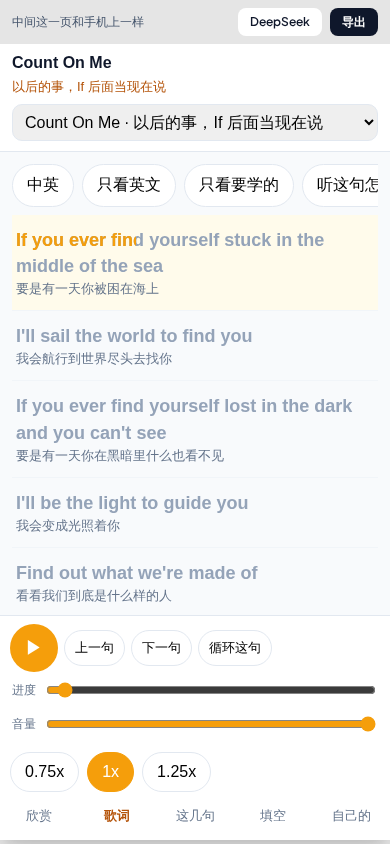 中间这一页和手机上一样
DeepSeek
导出
Count On Me
以后的事，If 后面当现在说
Count On Me · 以后的事，If 后面当现在说
中英
只看英文
只看要学的
听这句怎
If you ever find yourself stuck in the
middle of the sea
要是有一天你被困在海上
I'll sail the world to find you
我会航行到世界尽头去找你
If you ever find yourself lost in the dark
and you can't see
要是有一天你在黑暗里什么也看不见
I'll be the light to guide you
我会变成光照着你
Find out what we're made of
看看我们到底是什么样的人
上一句
下一句
循环这句
进度
音量
0.75x
1x
1.25x
欣赏
歌词
这几句
填空
自己的